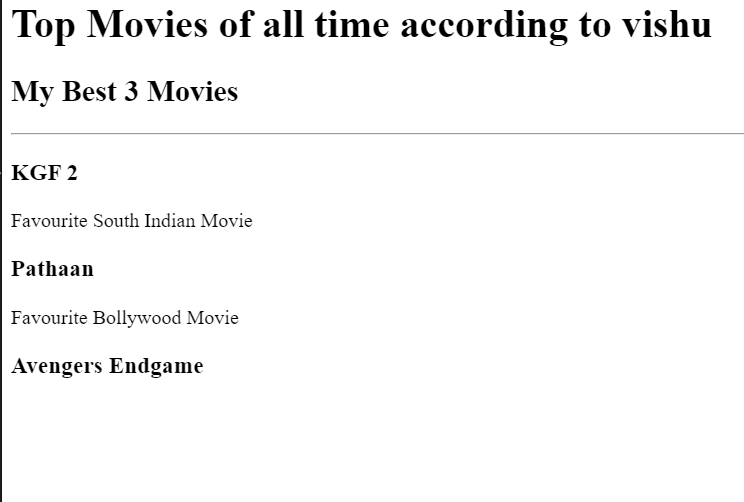 Top Movies of all time according to vishu
My Best 3 Movies
KGF 2
Favourite South Indian Movie
Pathaan
Favourite Bollywood Movie
Avengers Endgame